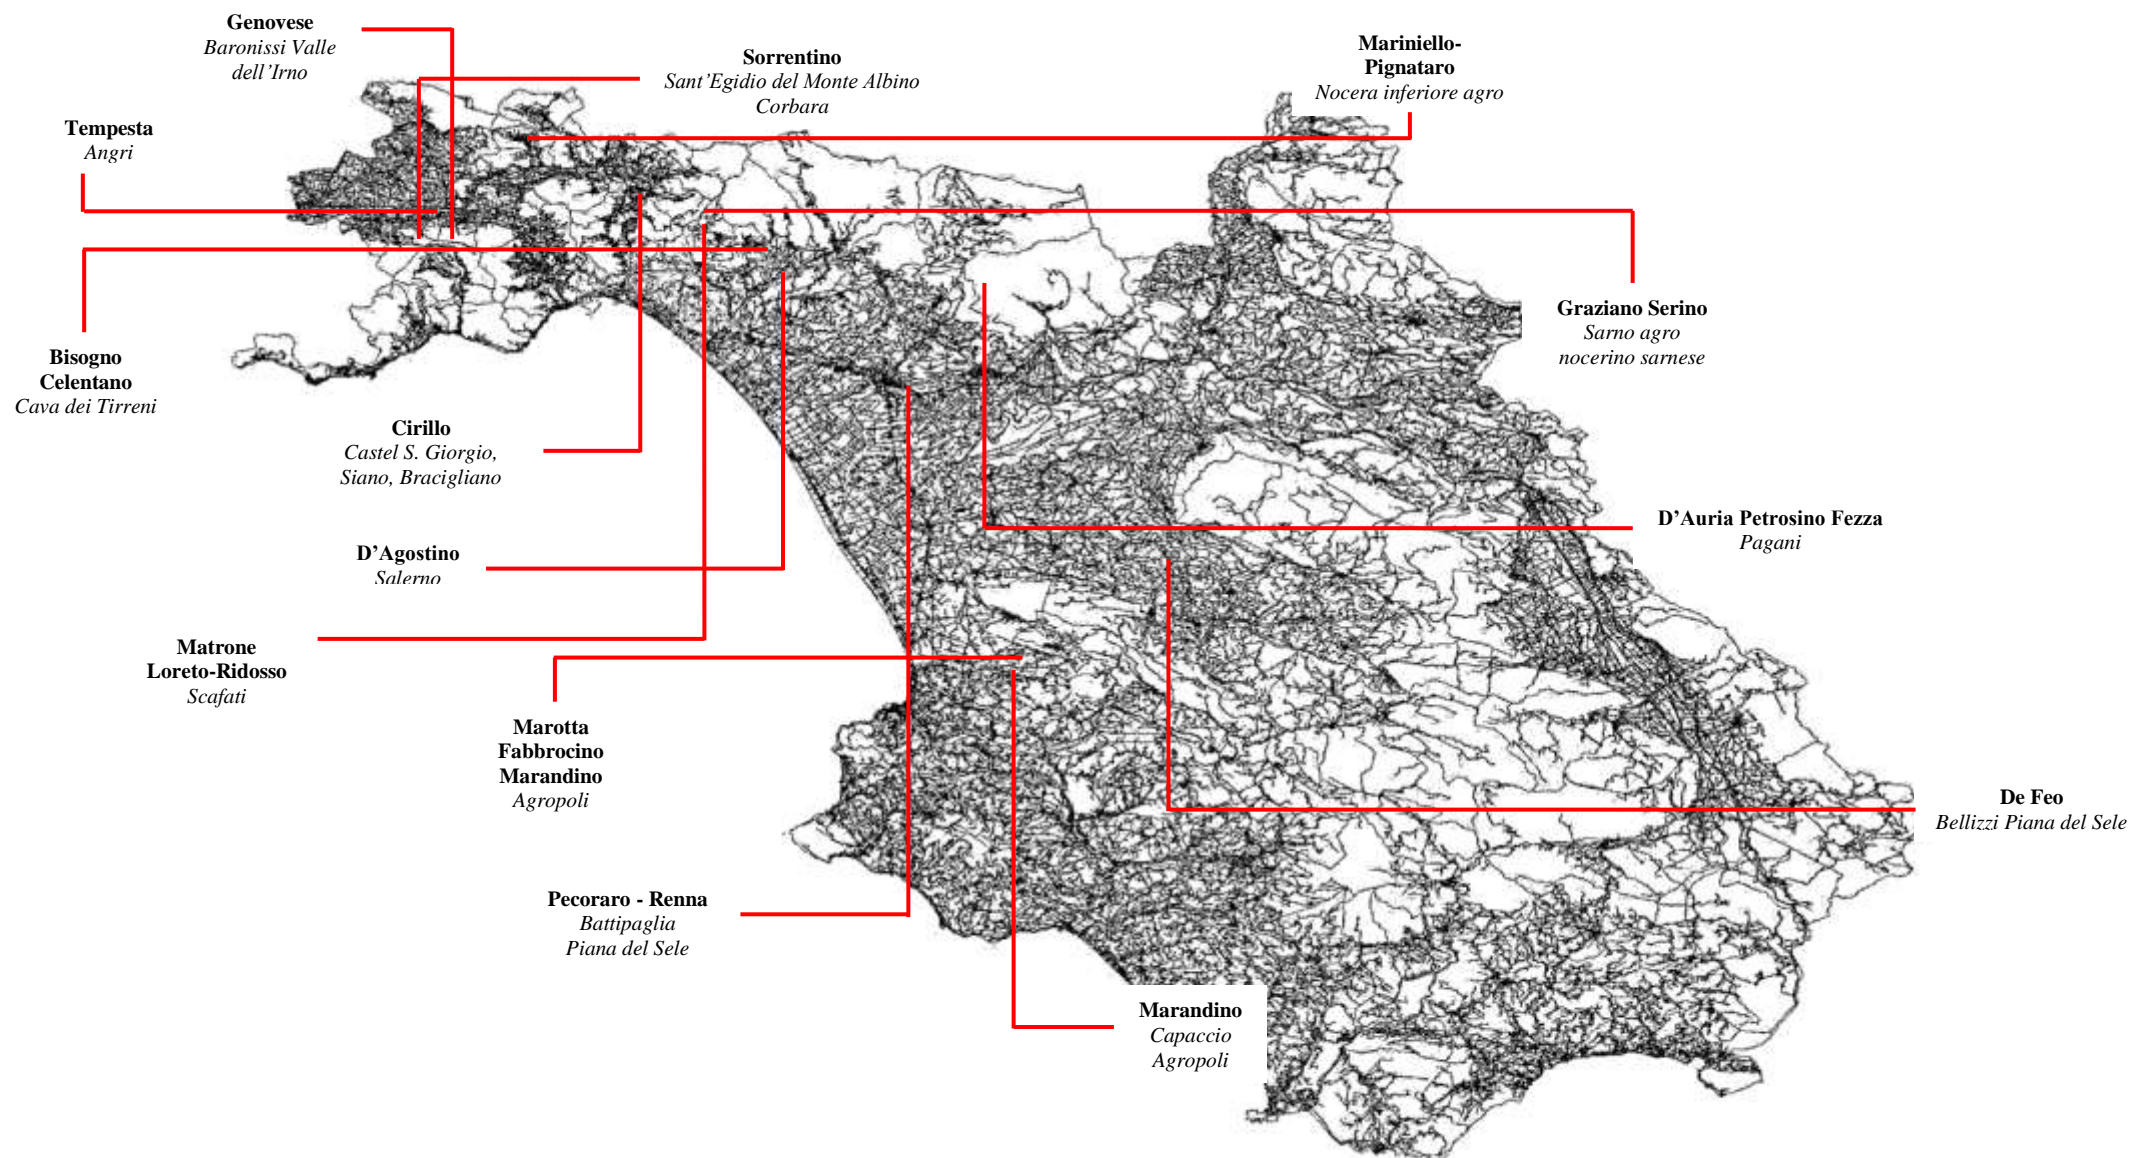 Genovese
Baronissi Valle
dell’Irno
Sorrentino
Sant’Egidio del Monte Albino
Corbara
Mariniello-
Pignataro
Nocera inferiore agro
Tempesta
Angri
Graziano Serino
Sarno agro
nocerino sarnese
Bisogno
Celentano
Cava dei Tirreni
Cirillo
Castel S. Giorgio,
Siano, Bracigliano
D’Auria Petrosino Fezza
Pagani
D’Agostino
Salerno
Matrone
Loreto-Ridosso
Scafati
Marotta
Fabbrocino
Marandino
Agropoli
De Feo
Bellizzi Piana del Sele
Pecoraro - Renna
Battipaglia
Piana del Sele
Marandino
Capaccio
Agropoli